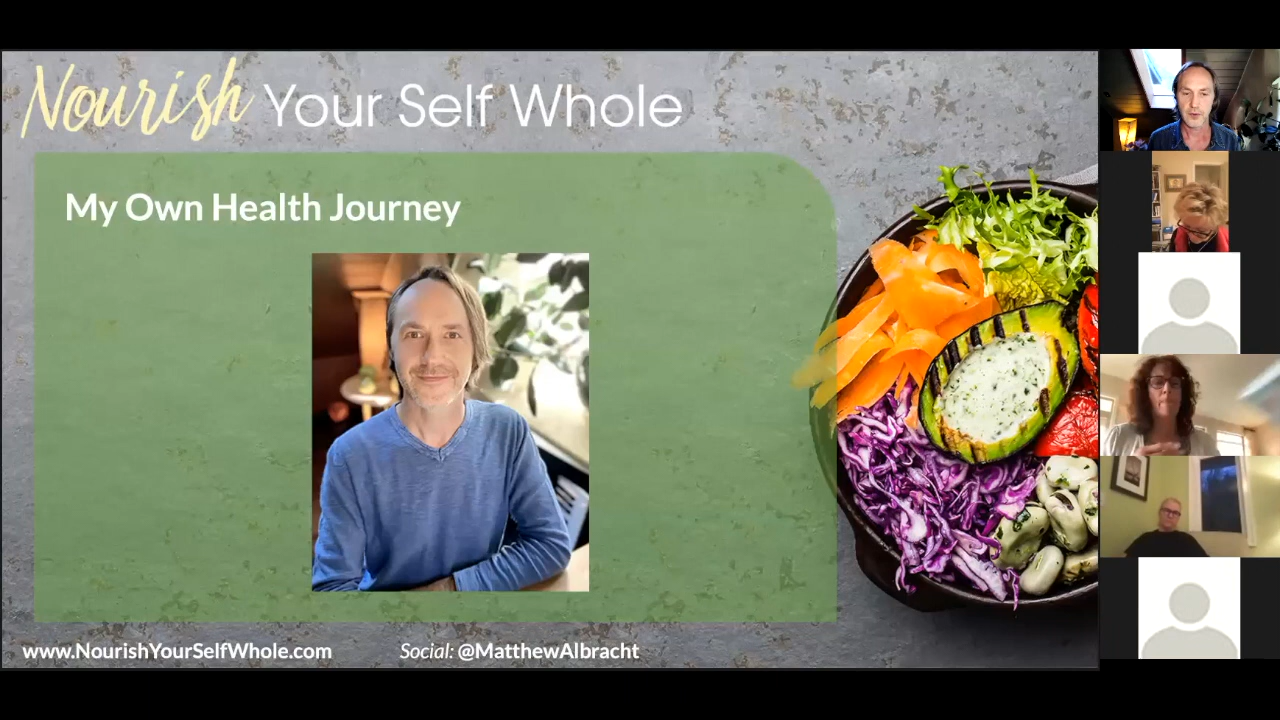 Nourish Your Self Whole
My Own Health Journey
www.NourishYourSelfWhole.com
Social: @MatthewAlbracht